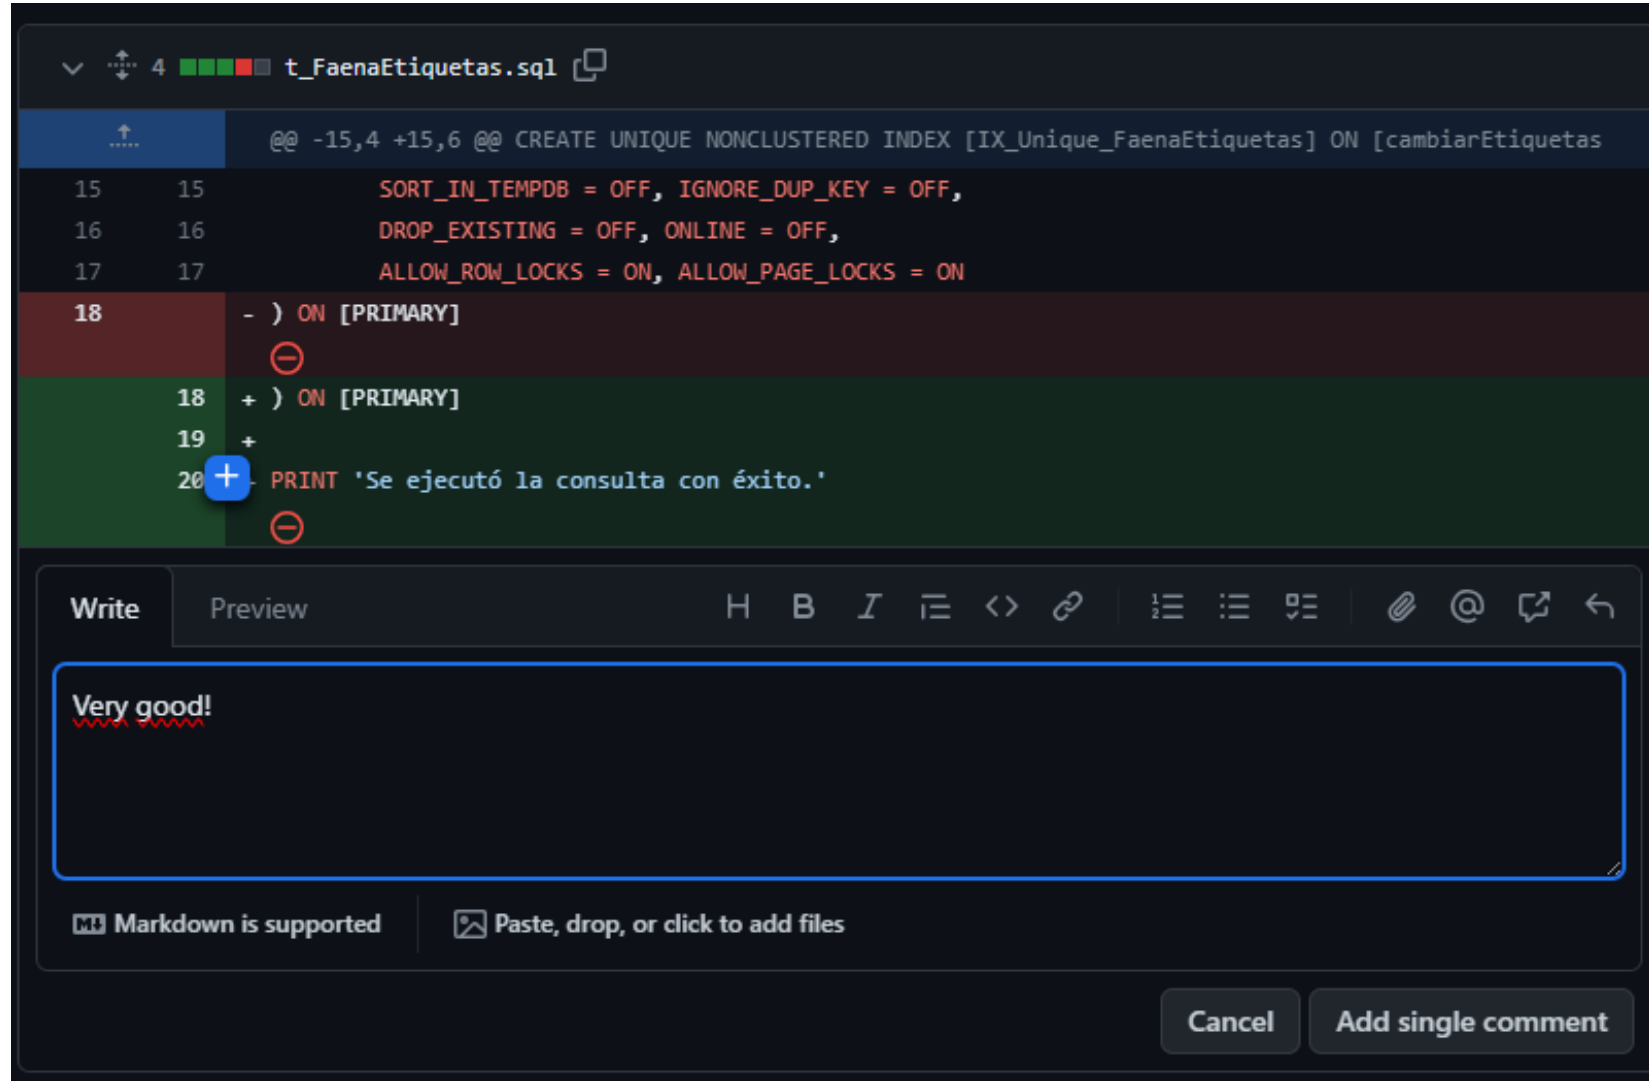 4 t_FaenaEtiquetas.sql
@@ -15,4 +15,6 @@ CREATE UNIQUE NONCLUSTERED INDEX [IX_Unique_FaenaEtiquetas] ON [cambiarEtiquetas
15 15 SORT_IN_TEMPDB = OFF, IGNORE_DUP_KEY = OFF,
16 16 DROP_EXISTING = OFF, ONLINE = OFF,
17 17 ALLOW_ROW_LOCKS = ON, ALLOW_PAGE_LOCKS = ON
18 - ) ON [PRIMARY]
18 + ) ON [PRIMARY]
19 +
20 PRINT 'Se ejecutó la consulta con éxito.'
Write Preview
Very good!
Markdown is supported Paste, drop, or click to add files
Cancel Add single comment